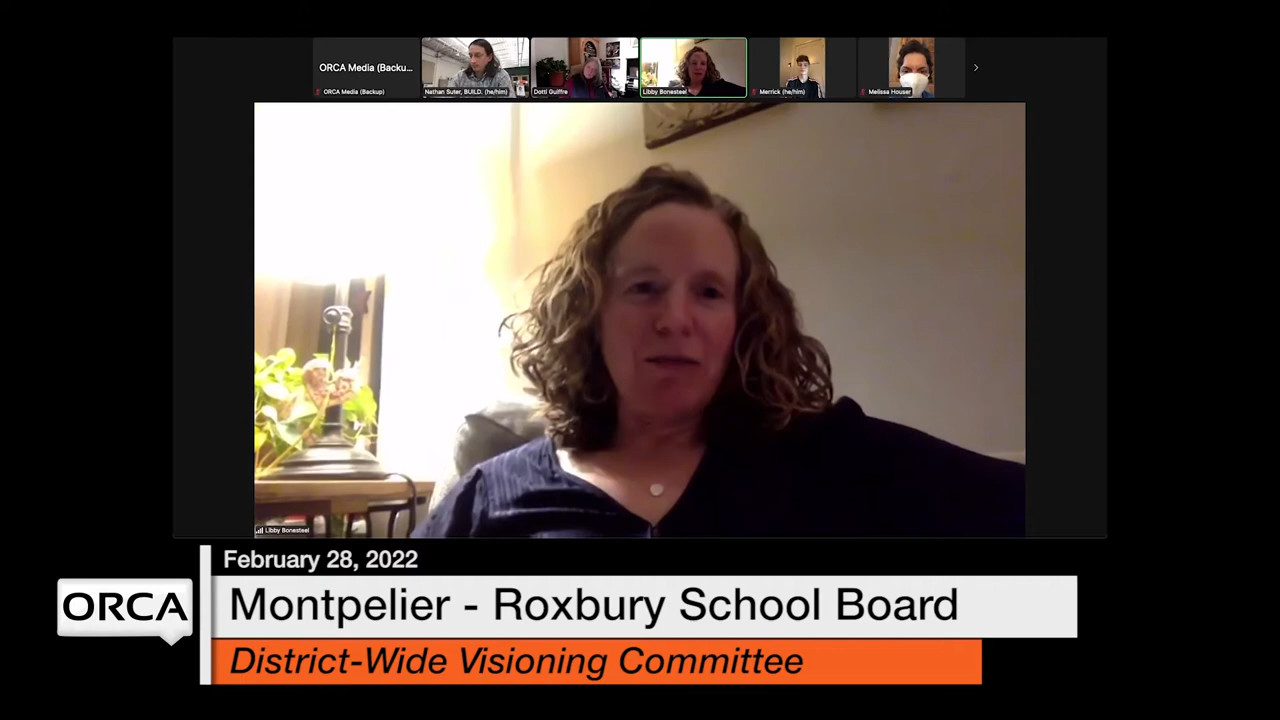 ORCA Media (Backu...
ORCA Media (Backup)
Nathan Suter, BUILD. (he/him)
Dotti Guiffre
Libby Bonesteel
Merrick (he/him)
Melissa Houser
Libby Bonesteel
February 28, 2022
ORCA
Montpelier - Roxbury School Board
District-Wide Visioning Committee